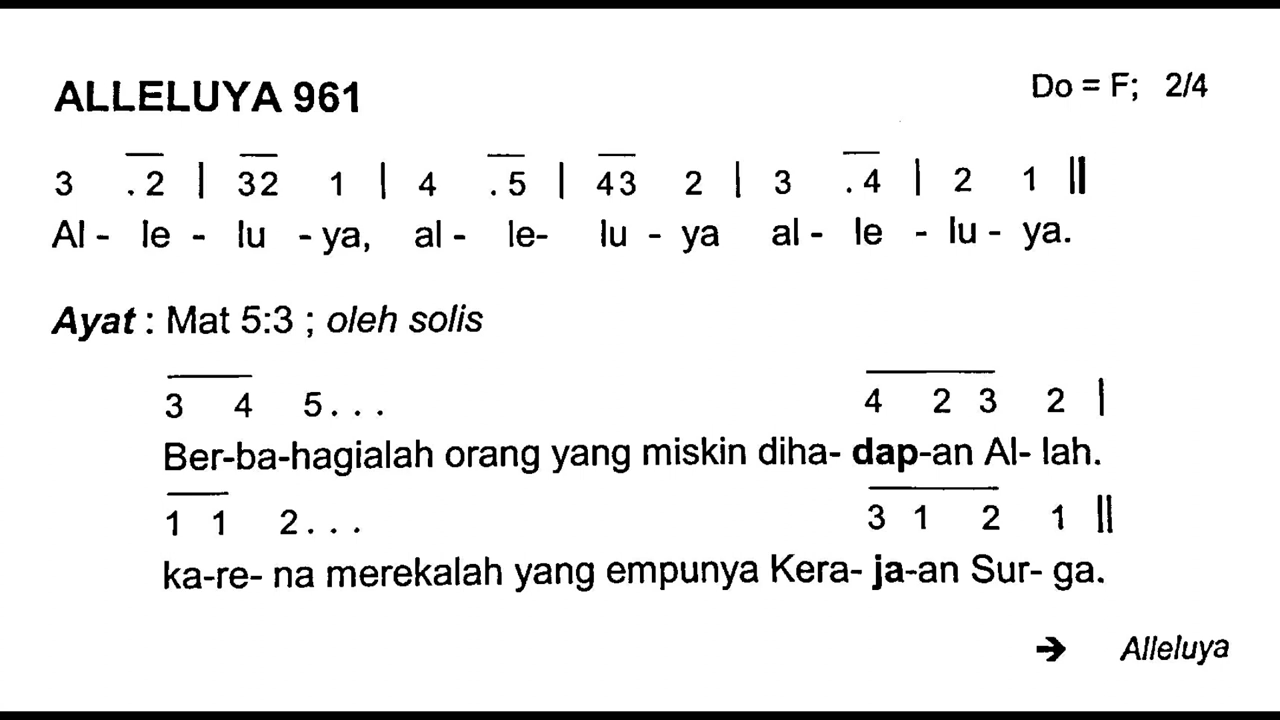 ALLELUYA 961 Do = F; 2/4
3 . 2 | 32 1 | 4 . 5 | 43 2 | 3 . 4 | 2 1 ||
Al - le - lu - ya, al - le- lu - ya al - le - lu - ya.
Ayat : Mat 5:3 ; oleh solis
3 4 5 . . . 4 2 3 2 |
Ber-ba-hagialah orang yang miskin diha- dap-an Al- lah.
1 1 2 . . . 3 1 2 1 ||
ka-re- na merekalah yang empunya Kera- ja-an Sur- ga.
→ Alleluya